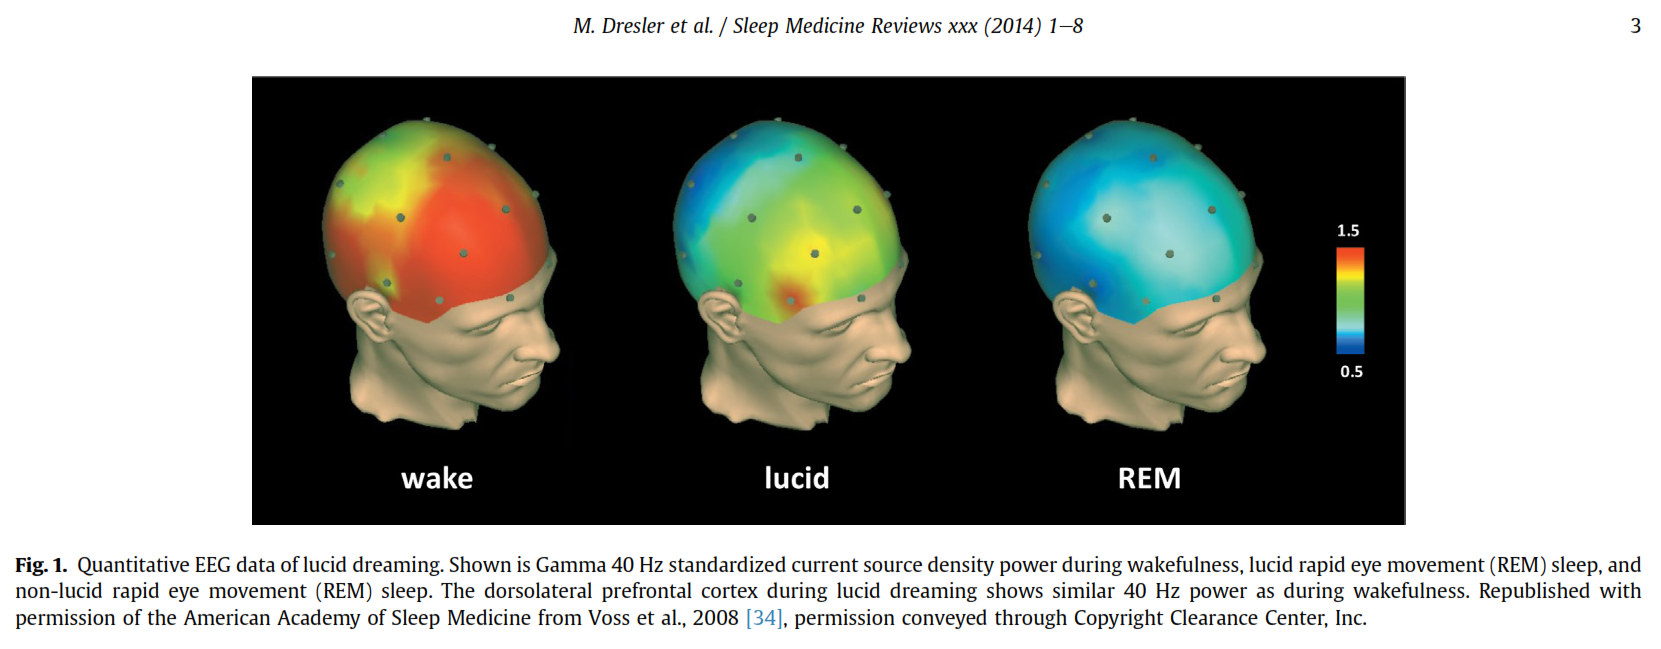 M. Dresler et al. / Sleep Medicine Reviews xxx (2014) 1–8
3
1.5
0.5
wake
lucid
REM
Fig. 1. Quantitative EEG data of lucid dreaming. Shown is Gamma 40 Hz standardized current source density power during wakefulness, lucid rapid eye movement (REM) sleep, and
non-lucid rapid eye movement (REM) sleep. The dorsolateral prefrontal cortex during lucid dreaming shows similar 40 Hz power as during wakefulness. Republished with
permission of the American Academy of Sleep Medicine from Voss et al., 2008 [34], permission conveyed through Copyright Clearance Center, Inc.